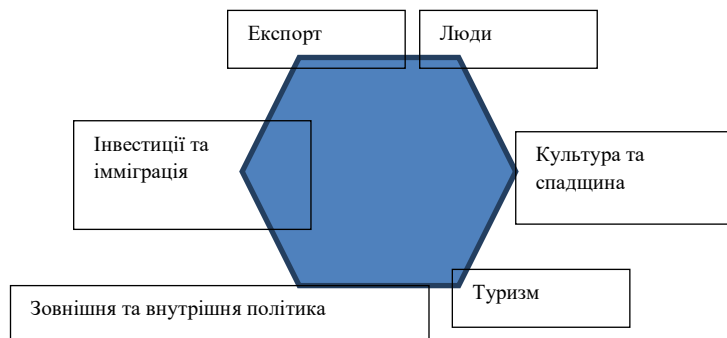 Експорт
Люди
Інвестиції та
імміграція
Культура та
спадщина
Туризм
Зовнішня та внутрішня політика